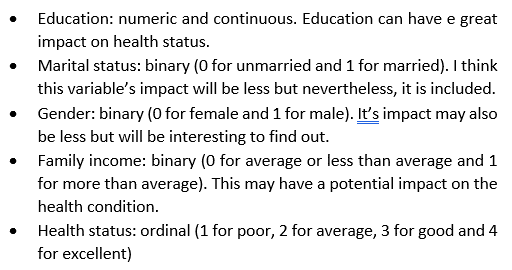 • Education: numeric and continuous. Education can have e great
impact on health status.
• Marital status: binary (0 for unmarried and 1 for married). I think
this variable’s impact will be less but nevertheless, it is included.
• Gender: binary (0 for female and 1 for male). It’s impact may also
be less but will be interesting to find out.
• Family income: binary (0 for average or less than average and 1
for more than average). This may have a potential impact on the
health condition.
• Health status: ordinal (1 for poor, 2 for average, 3 for good and 4
for excellent)